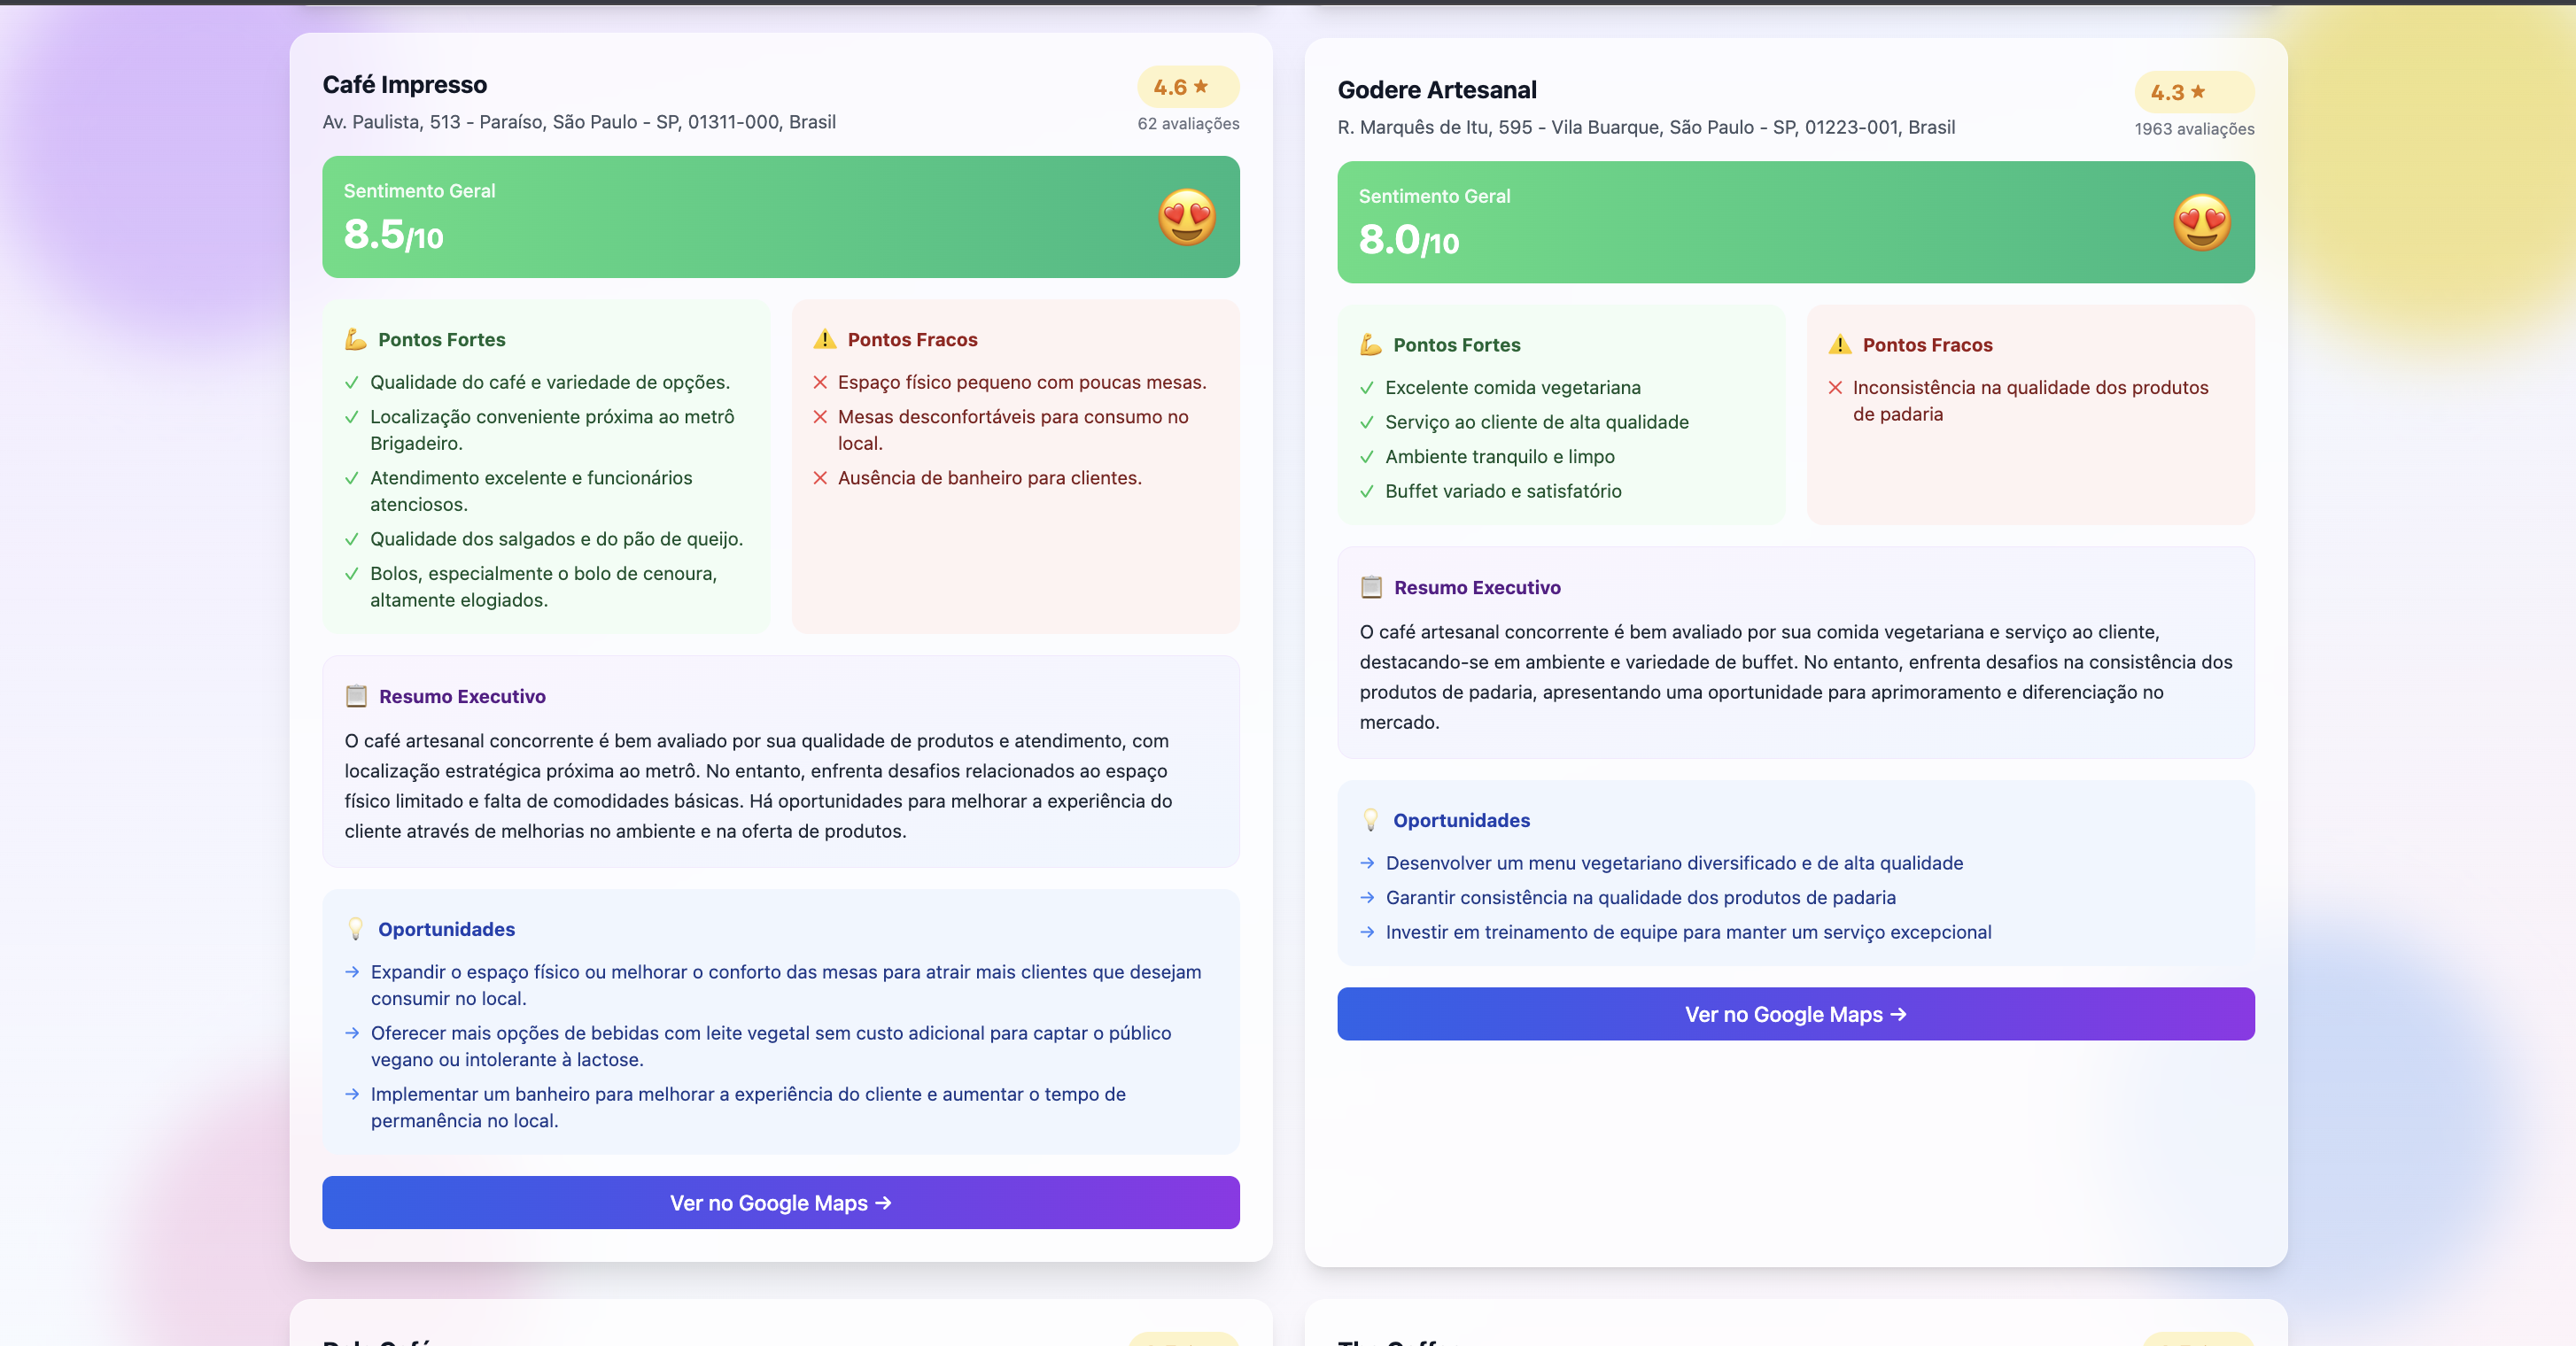 Café Impresso
Av. Paulista, 513 - Paraíso, São Paulo - SP, 01311-000, Brasil
4.6 ★
62 avaliações
Sentimento Geral
8.5/10
Pontos Fortes
Qualidade do café e variedade de opções.
Localização conveniente próxima ao metrô
Brigadeiro.
Atendimento excelente e funcionários
atenciosos.
Qualidade dos salgados e do pão de queijo.
Bolos, especialmente o bolo de cenoura,
altamente elogiados.
Pontos Fracos
Espaço físico pequeno com poucas mesas.
Mesas desconfortáveis para consumo no
local.
Ausência de banheiro para clientes.
Resumo Executivo
O café artesanal concorrente é bem avaliado por sua qualidade de produtos e atendimento, com
localização estratégica próxima ao metrô. No entanto, enfrenta desafios relacionados ao espaço
físico limitado e falta de comodidades básicas. Há oportunidades para melhorar a experiência do
cliente através de melhorias no ambiente e na oferta de produtos.
Oportunidades
→ Expandir o espaço físico ou melhorar o conforto das mesas para atrair mais clientes que desejam
consumir no local.
→ Oferecer mais opções de bebidas com leite vegetal sem custo adicional para captar o público
vegano ou intolerante à lactose.
→ Implementar um banheiro para melhorar a experiência do cliente e aumentar o tempo de
permanência no local.
Ver no Google Maps →
Godere Artesanal
R. Marquês de Itu, 595 - Vila Buarque, São Paulo - SP, 01223-001, Brasil
4.3 ★
1963 avaliações
Sentimento Geral
8.0/10
Pontos Fortes
Excelente comida vegetariana
Serviço ao cliente de alta qualidade
Ambiente tranquilo e limpo
Buffet variado e satisfatório
Pontos Fracos
Inconsistência na qualidade dos produtos
de padaria
Resumo Executivo
O café artesanal concorrente é bem avaliado por sua comida vegetariana e serviço ao cliente,
destacando-se em ambiente e variedade de buffet. No entanto, enfrenta desafios na consistência dos
produtos de padaria, apresentando uma oportunidade para aprimoramento e diferenciação no
mercado.
Oportunidades
→ Desenvolver um menu vegetariano diversificado e de alta qualidade
→ Garantir consistência na qualidade dos produtos de padaria
→ Investir em treinamento de equipe para manter um serviço excepcional
Ver no Google Maps →